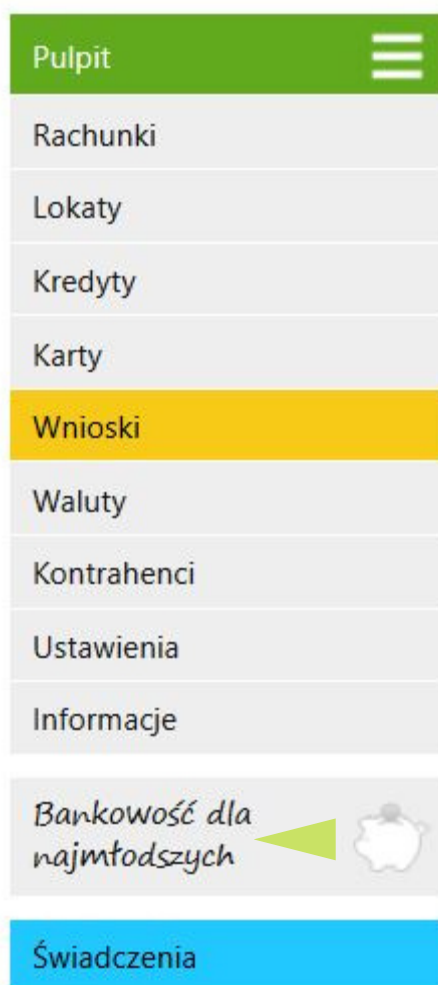 Pulpit
Rachunki
Lokaty
Kredyty
Karty
Wnioski
Waluty
Kontrahenci
Ustawienia
Informacje
Bankowość dla
najmłodszych
Świadczenia